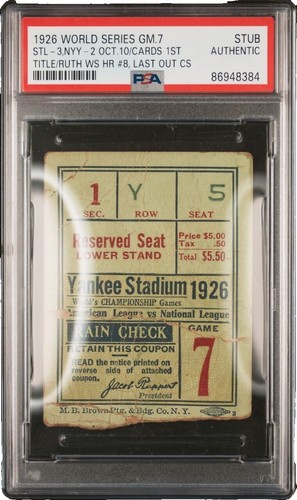 1926 WORLD SERIES GM.7 STUB
STL-3,NYY-2 OCT.10/CARDS 1ST AUTHENTIC
TITLE/RUTH WS HR #8, LAST OUT CS
PSA 86948384
1 Y 5
SEC. ROW SEAT
Reserved Seat Price $5.00
LOWER STAND Tax .50
Total $5.50
Yankee Stadium 1926
World's CHAMPIONSHIP Games
American League vs National League
RAIN CHECK GAME
RETAIN THIS COUPON 7
READ the notice printed on
reverse side of attached
coupon.
Jacob Ruppert
President
M. B. Brown Ptg. & Bdg. Co. N.Y. 3